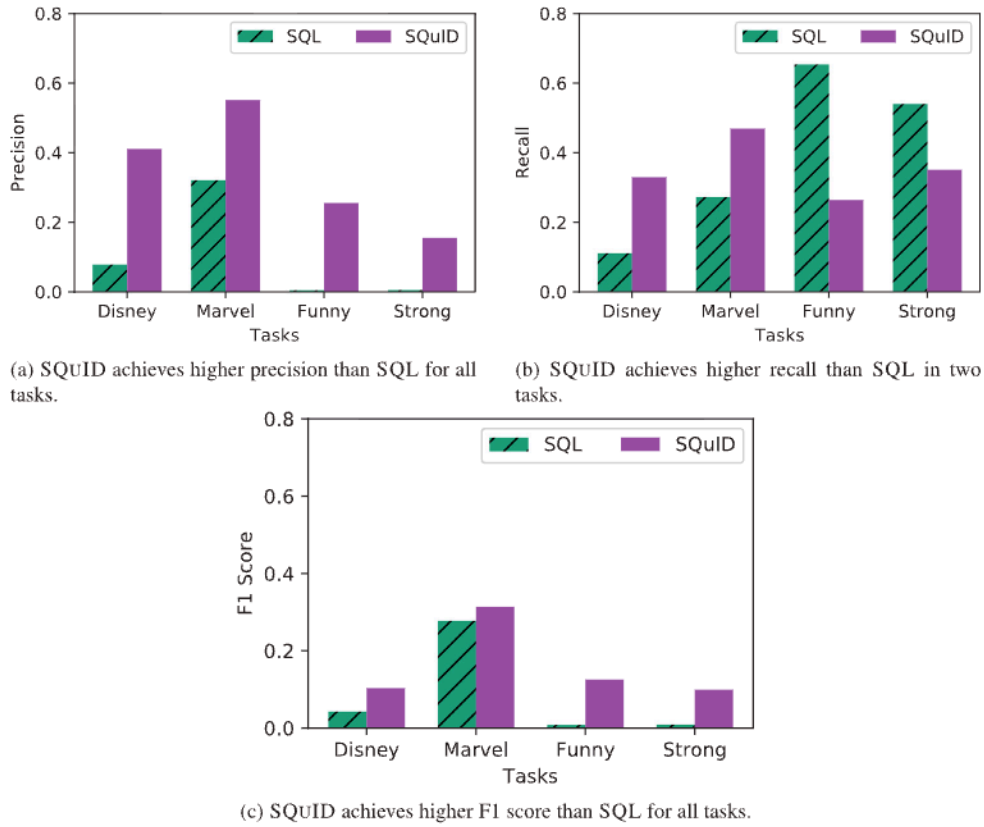 0.8
0.6
0.4
0.2
0.0
Precision
SQL SQuID
Disney Marvel Funny Strong
Tasks
(a) SQUID achieves higher precision than SQL for all
tasks.
0.8
0.6
0.4
0.2
0.0
Recall
SQL SQuID
Disney Marvel Funny Strong
Tasks
(b) SQUID achieves higher recall than SQL in two
tasks.
0.8
0.6
0.4
0.2
0.0
F1 Score
SQL SQuID
Disney Marvel Funny Strong
Tasks
(c) SQUID achieves higher F1 score than SQL for all tasks.